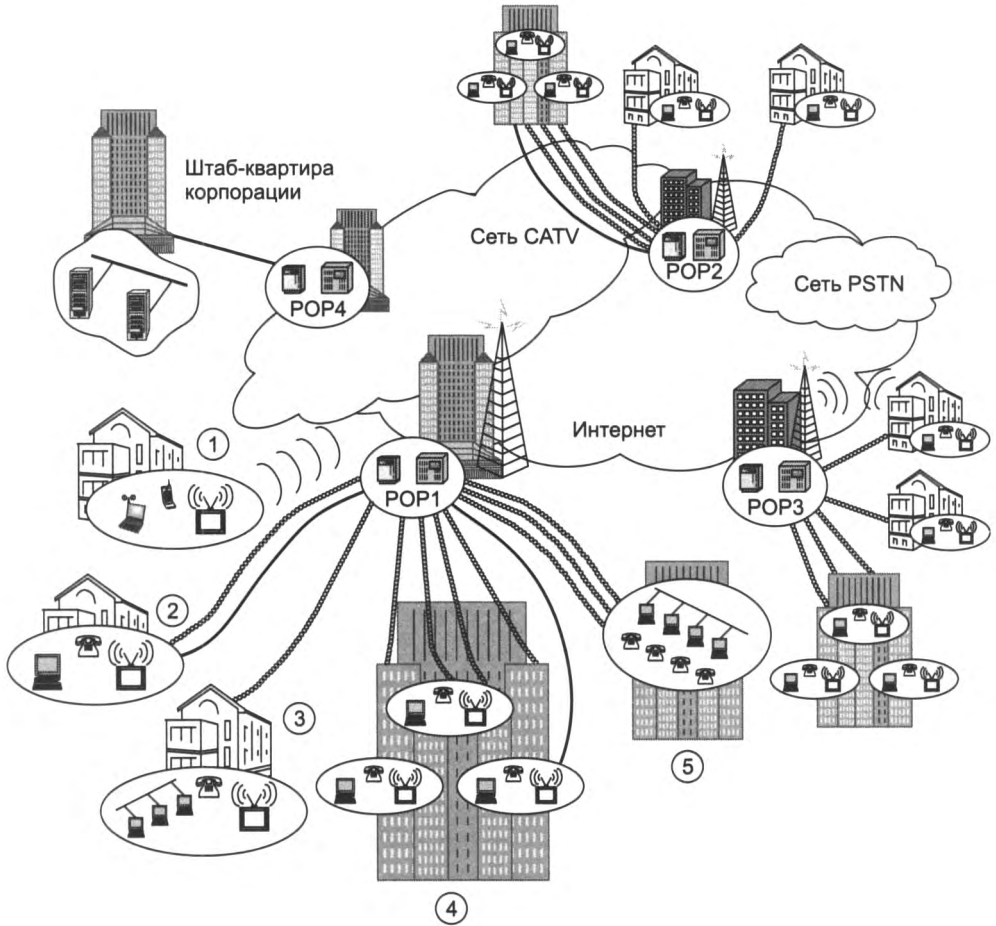 Штаб-квартира
корпорации
Сеть CATV
POP2
Сеть PSTN
POP4
Интернет
1
POP1
POP3
2
3
5
4